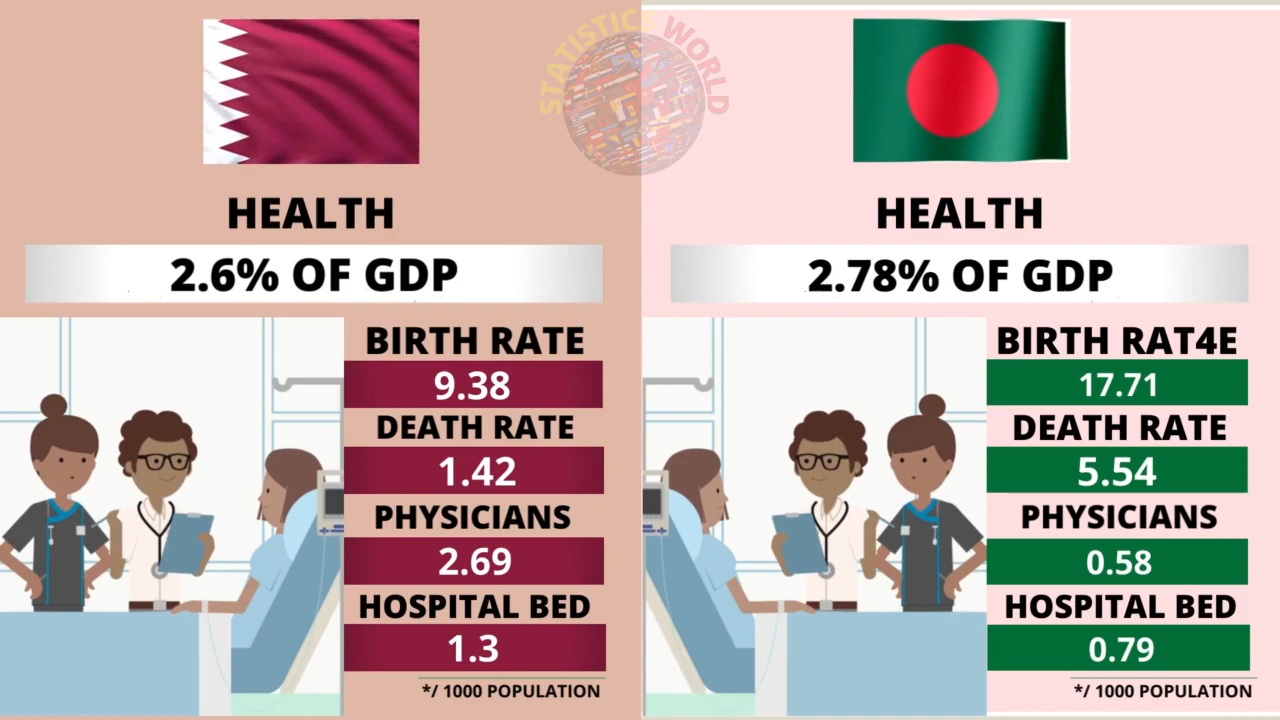 STATISTICS WORLD
HEALTH
2.6% OF GDP
BIRTH RATE
9.38
DEATH RATE
1.42
PHYSICIANS
2.69
HOSPITAL BED
1.3
*/ 1000 POPULATION
HEALTH
2.78% OF GDP
BIRTH RAT4E
17.71
DEATH RATE
5.54
PHYSICIANS
0.58
HOSPITAL BED
0.79
*/ 1000 POPULATION